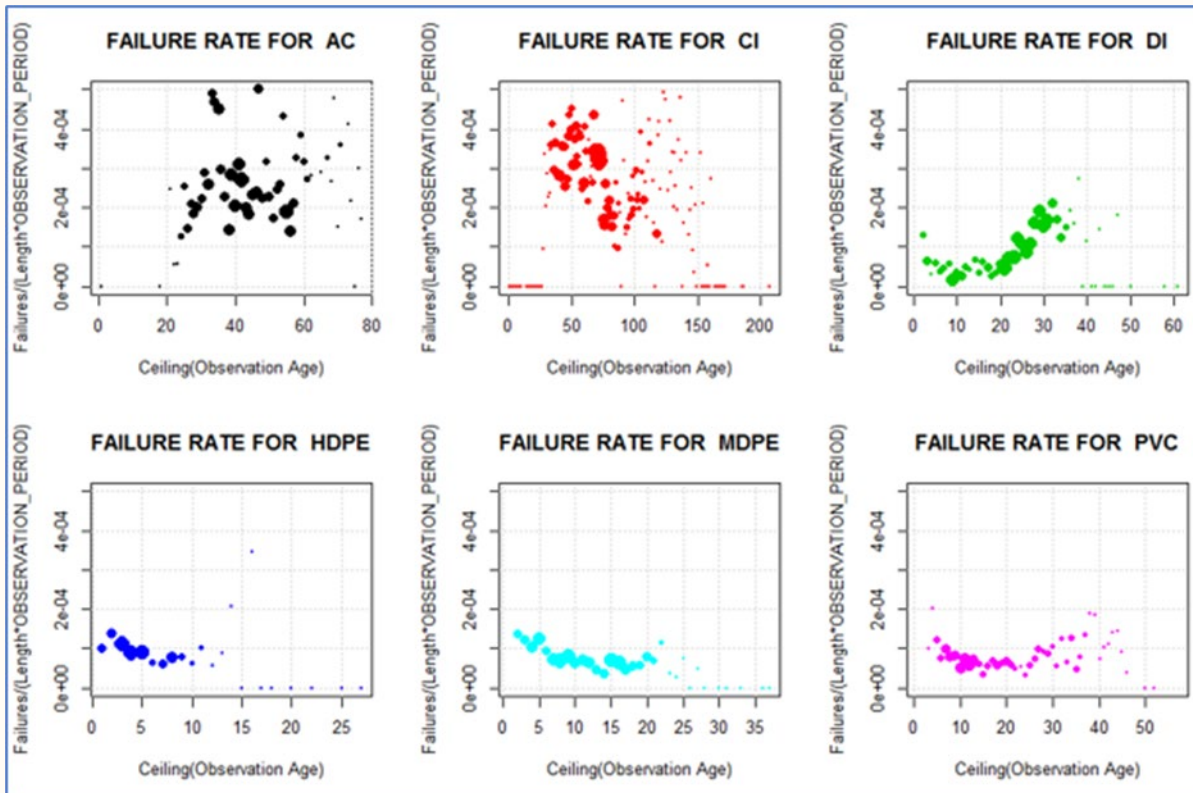 FAILURE RATE FOR AC
Failures/(Length*OBSERVATION_PERIOD)
4e-04
2e-04
0e+00
0 20 40 60 80
Ceiling(Observation Age)
FAILURE RATE FOR CI
Failures/(Length*OBSERVATION_PERIOD)
4e-04
2e-04
0e+00
0 50 100 150 200
Ceiling(Observation Age)
FAILURE RATE FOR DI
Failures/(Length*OBSERVATION_PERIOD)
4e-04
2e-04
0e+00
0 10 20 30 40 50 60
Ceiling(Observation Age)
FAILURE RATE FOR HDPE
Failures/(Length*OBSERVATION_PERIOD)
4e-04
2e-04
0e+00
0 5 10 15 20 25
Ceiling(Observation Age)
FAILURE RATE FOR MDPE
Failures/(Length*OBSERVATION_PERIOD)
4e-04
2e-04
0e+00
0 5 10 15 20 25 30 35
Ceiling(Observation Age)
FAILURE RATE FOR PVC
Failures/(Length*OBSERVATION_PERIOD)
4e-04
2e-04
0e+00
0 10 20 30 40 50
Ceiling(Observation Age)